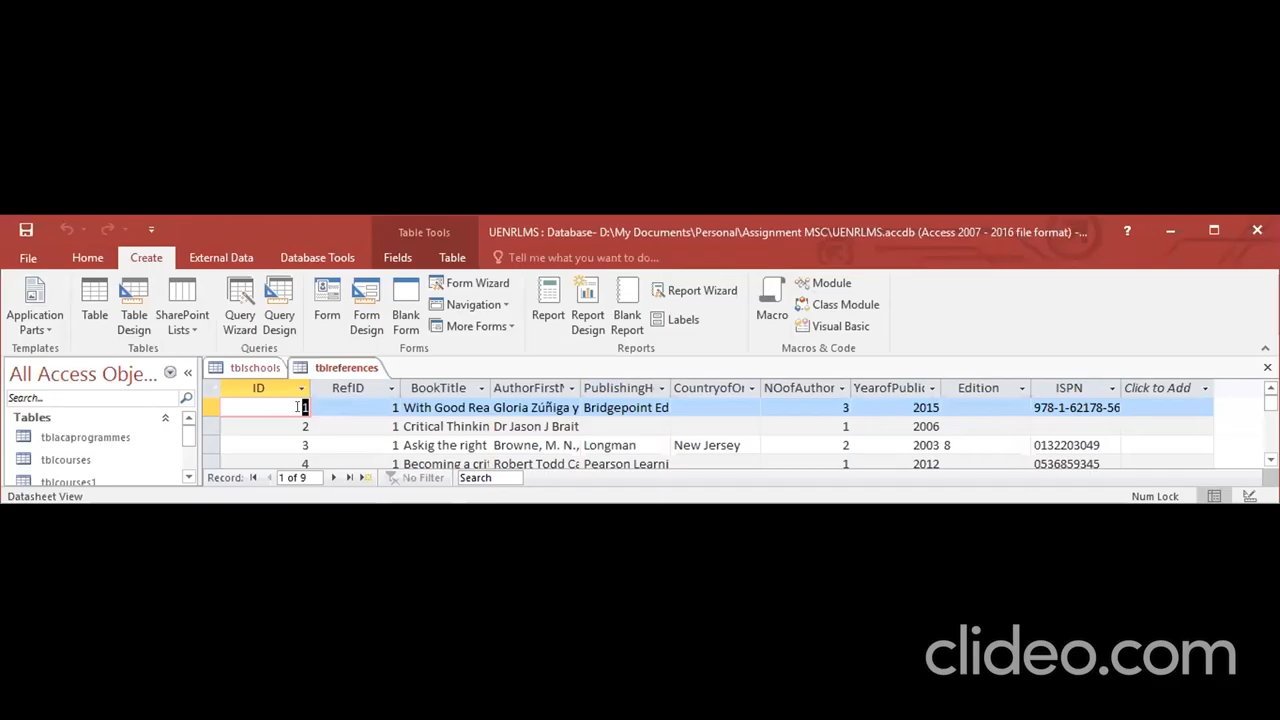 Table Tools
UENRLMS : Database- D:\My Documents\Personal\Assignment MSC\UENRLMS.accdb (Access 2007 - 2016 file format) -...
?
File Home Create External Data Database Tools Fields Table Tell me what you want to do...
Application Parts
Table
Table Design
SharePoint Lists
Query Wizard
Query Design
Form
Form Design
Blank Form
Form Wizard
Navigation
More Forms
Report
Report Design
Blank Report
Report Wizard
Labels
Macro
Module
Class Module
Visual Basic
Templates Tables Queries Forms Reports Macros & Code
All Access Obje... «
Search...
Tables
tblacaprogrammes
tblcourses
tblcourses1
tblschools tblreferences
ID RefID BookTitle AuthorFirstN PublishingH CountryofOr NOofAuthor YearofPublic Edition ISPN Click to Add
1 1 With Good Rea Gloria Zúñiga y Bridgepoint Ed 3 2015 978-1-62178-56
2 1 Critical Thinkin Dr Jason J Brait 1 2006
3 1 Askig the right Browne, M. N., Longman New Jersey 2 2003 8 0132203049
4 1 Becoming a crit Robert Todd Ca Pearson Learni 1 2012 0536859345
Record: 1 of 9 No Filter Search
Datasheet View Num Lock
clideo.com